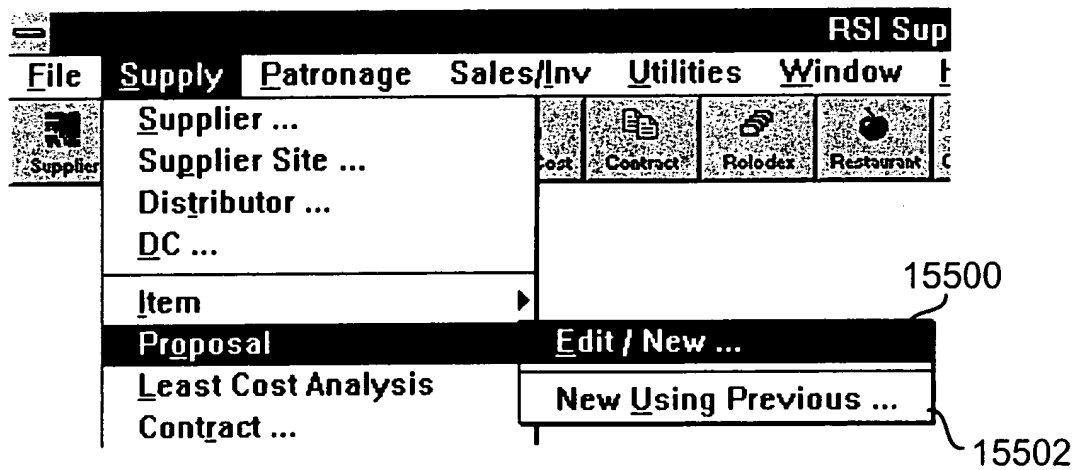 RSI Sup
File Supply Patronage Sales/Inv Utilities Window H
Supplier Cost Contract Rolodex Restaurant C
Supplier ...
Supplier Site ...
Distributor ...
DC ...
15500
Item
Proposal Edit / New ...
Least Cost Analysis New Using Previous ...
Contract ...
15502